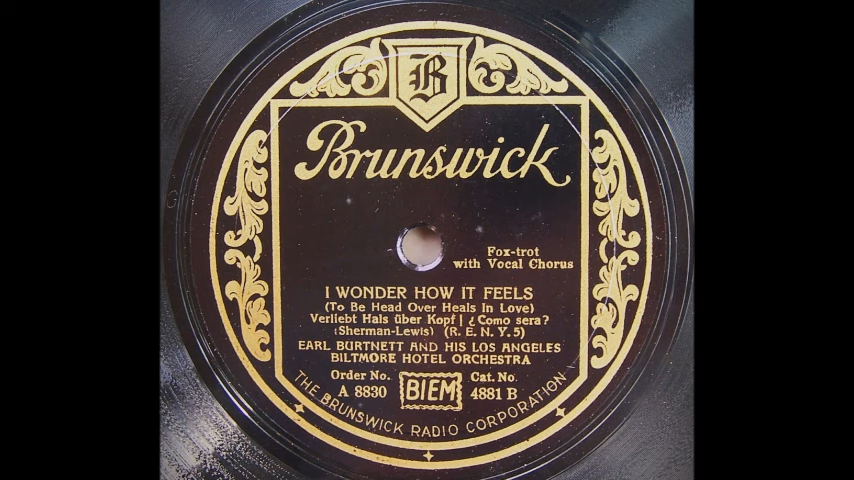 B
Brunswick
Fox-trot
with Vocal Chorus
I WONDER HOW IT FEELS
(To Be Head Over Heals In Love)
Verliebt Hals über Kopf | ¿Como sera?
(Sherman-Lewis) (R. E. N. Y. 5)
EARL BURTNETT AND HIS LOS ANGELES
BILTMORE HOTEL ORCHESTRA
Order No. Cat. No.
A 8830 BIEM 4881 B
THE BRUNSWICK RADIO CORPORATION